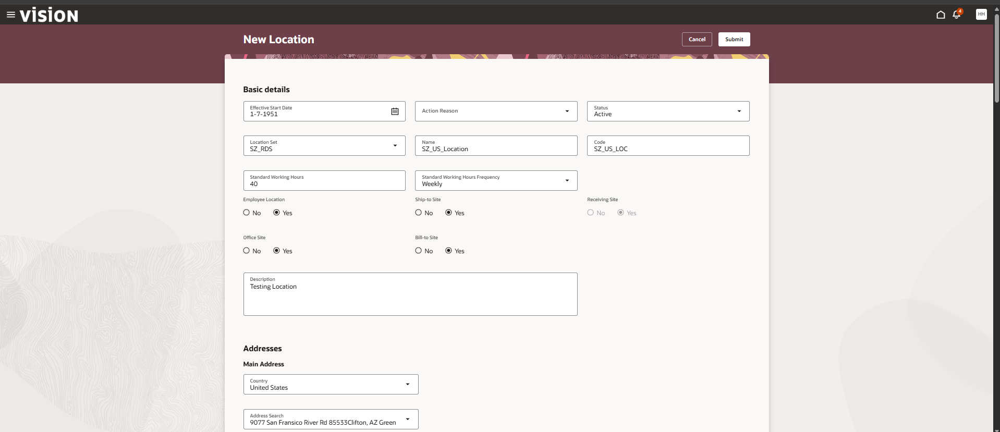 vision
4
HH
New Location
Cancel
Submit
Basic details
Effective Start Date
1-7-1951
Action Reason
Status
Active
Location Set
SZ_RDS
Name
SZ_US_Location
Code
SZ_US_LOC
Standard Working Hours
40
Standard Working Hours Frequency
Weekly
Employee Location
No Yes
Ship-to Site
No Yes
Receiving Site
No Yes
Office Site
No Yes
Bill-to Site
No Yes
Description
Testing Location
Addresses
Main Address
Country
United States
Address Search
9077 San Fransico River Rd 85533Clifton, AZ Green